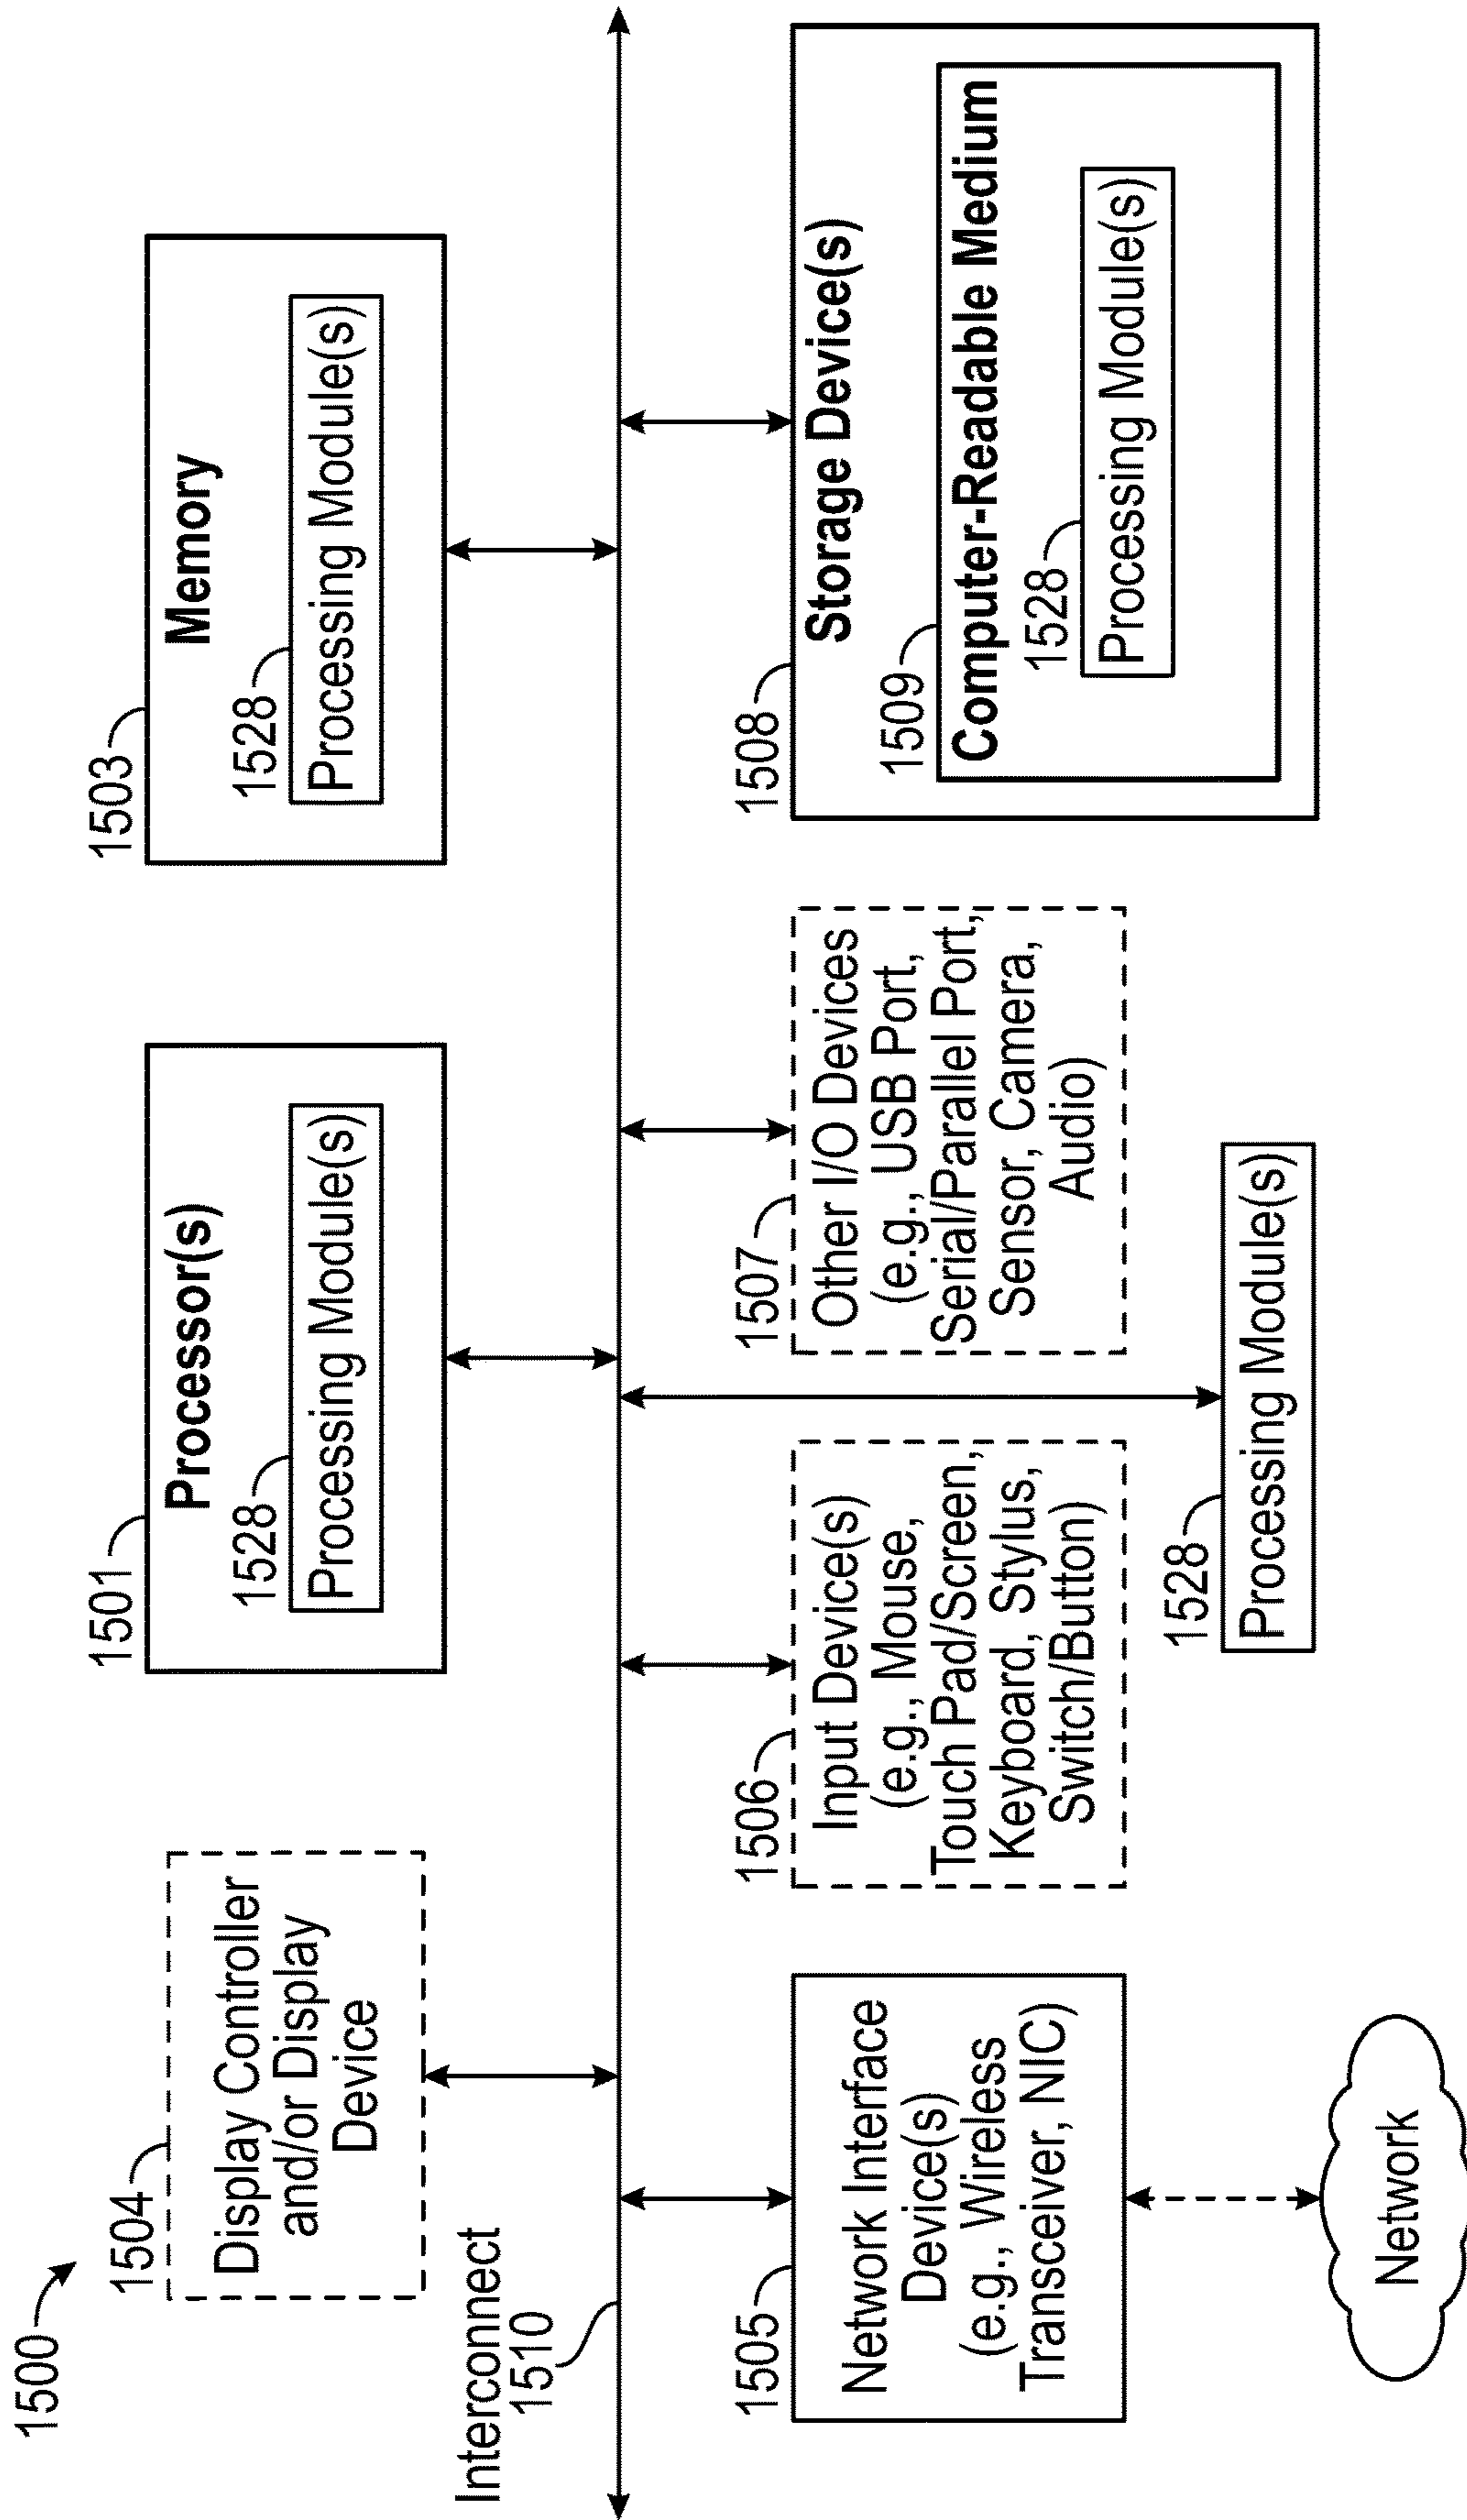 1500
1504
Display Controller
and/or Display
Device
1501
Processor(s)
1528
Processing Module(s)
1503
Memory
1528
Processing Module(s)
Interconnect
1510
1505
Network Interface
Device(s)
(e.g., Wireless
Transceiver, NIC)
Network
1506
Input Device(s)
(e.g., Mouse,
Touch Pad/Screen,
Keyboard, Stylus,
Switch/Button)
1528
Processing Module(s)
1507
Other I/O Devices
(e.g., USB Port,
Serial/Parallel Port,
Sensor, Camera,
Audio)
1508
Storage Device(s)
1509
Computer-Readable Medium
1528
Processing Module(s)